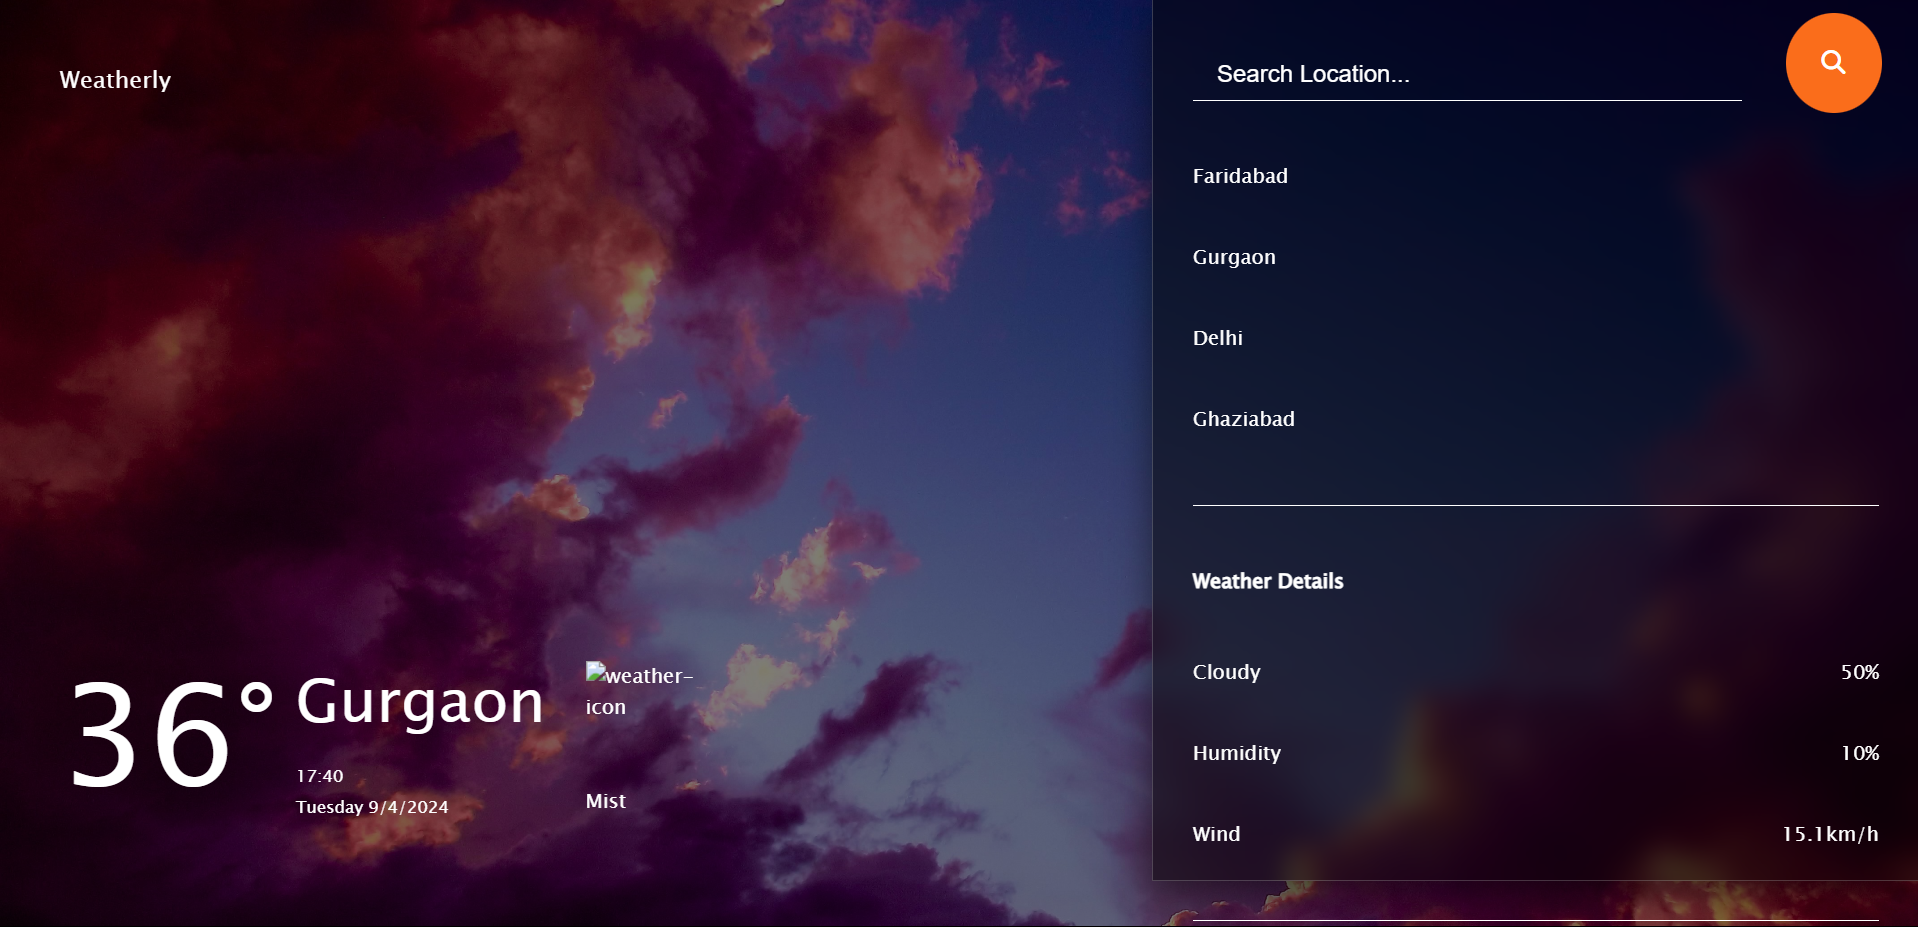 Weatherly
Search Location...
Faridabad
Gurgaon
Delhi
Ghaziabad
Weather Details
Cloudy 50%
Humidity 10%
Wind 15.1km/h
36° Gurgaon
17:40
Tuesday 9/4/2024
weather-
icon
Mist